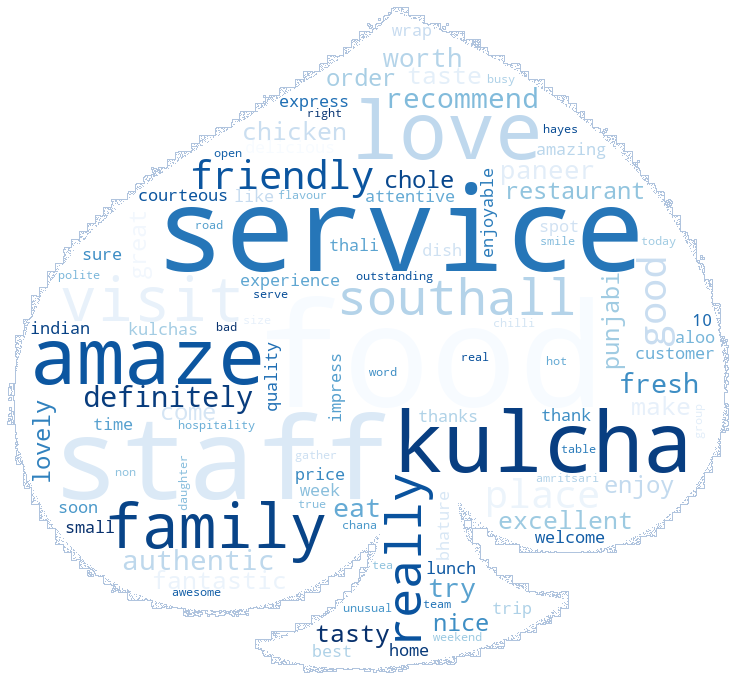 wrap
worth
taste
busy
order
express
recommend
right
chicken
love
hayes
delicious
amazing
open
friendly
chole
paneer
courteous
like
flavour
attentive
enjoyable
restaurant
great
road
service
spot
thali
dish
smile
today
sure
polite
experience
outstanding
serve
visit
southall
punjabi
good
indian
kulchas
bad
size
food
chilli
10
aloo
amaze
quality
impress
word
real
hot
customer
definitely
fresh
lovely
come
time
hospitality
staff
thanks
kulcha
thank
make
group
table
gather
non
daughter
price
week
true
amritsari
place
enjoy
soon
small
family
eat
chana
really
bhature
excellent
welcome
authentic
fantastic
awesome
tea
lunch
try
unusual
team
trip
tasty
nice
weekend
best
home